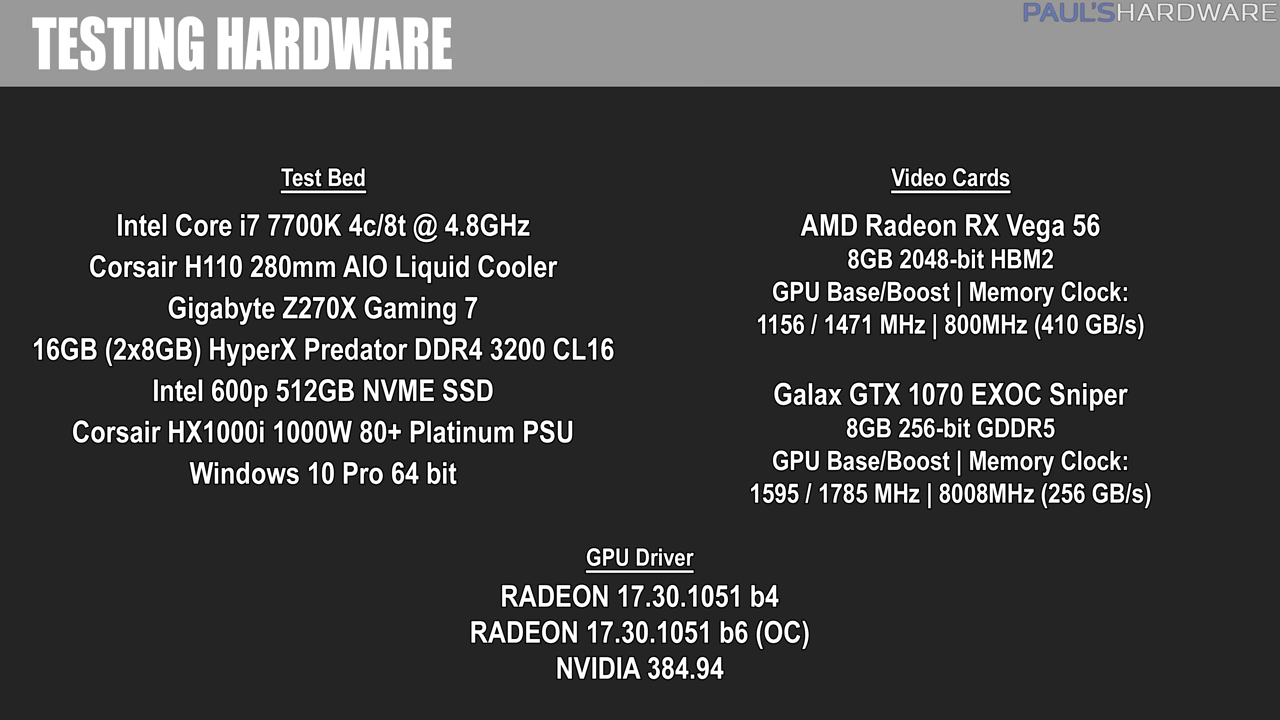 TESTING HARDWARE
PAUL'SHARDWARE
Test Bed
Intel Core i7 7700K 4c/8t @ 4.8GHz
Corsair H110 280mm AIO Liquid Cooler
Gigabyte Z270X Gaming 7
16GB (2x8GB) HyperX Predator DDR4 3200 CL16
Intel 600p 512GB NVME SSD
Corsair HX1000i 1000W 80+ Platinum PSU
Windows 10 Pro 64 bit
Video Cards
AMD Radeon RX Vega 56
8GB 2048-bit HBM2
GPU Base/Boost | Memory Clock:
1156 / 1471 MHz | 800MHz (410 GB/s)
Galax GTX 1070 EXOC Sniper
8GB 256-bit GDDR5
GPU Base/Boost | Memory Clock:
1595 / 1785 MHz | 8008MHz (256 GB/s)
GPU Driver
RADEON 17.30.1051 b4
RADEON 17.30.1051 b6 (OC)
NVIDIA 384.94